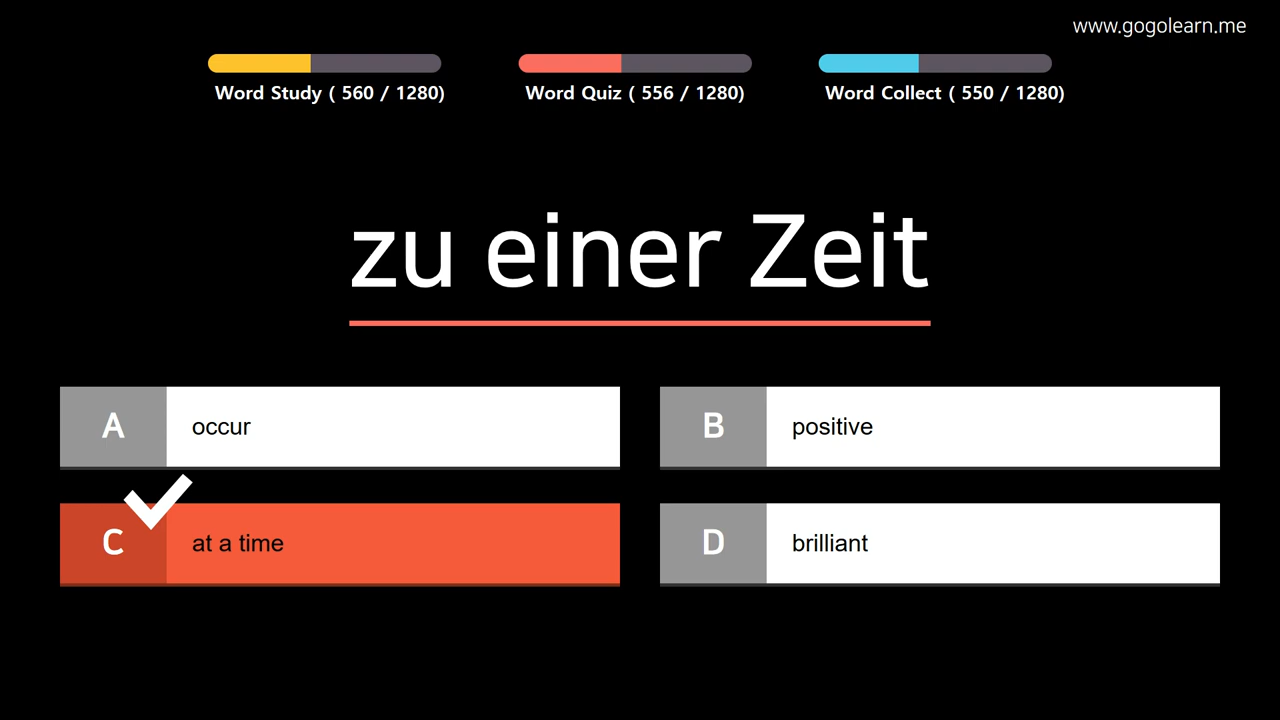 www.gogolearn.me
Word Study ( 560 / 1280)
Word Quiz ( 556 / 1280)
Word Collect ( 550 / 1280)
zu einer Zeit
A occur
B positive
C at a time
D brilliant